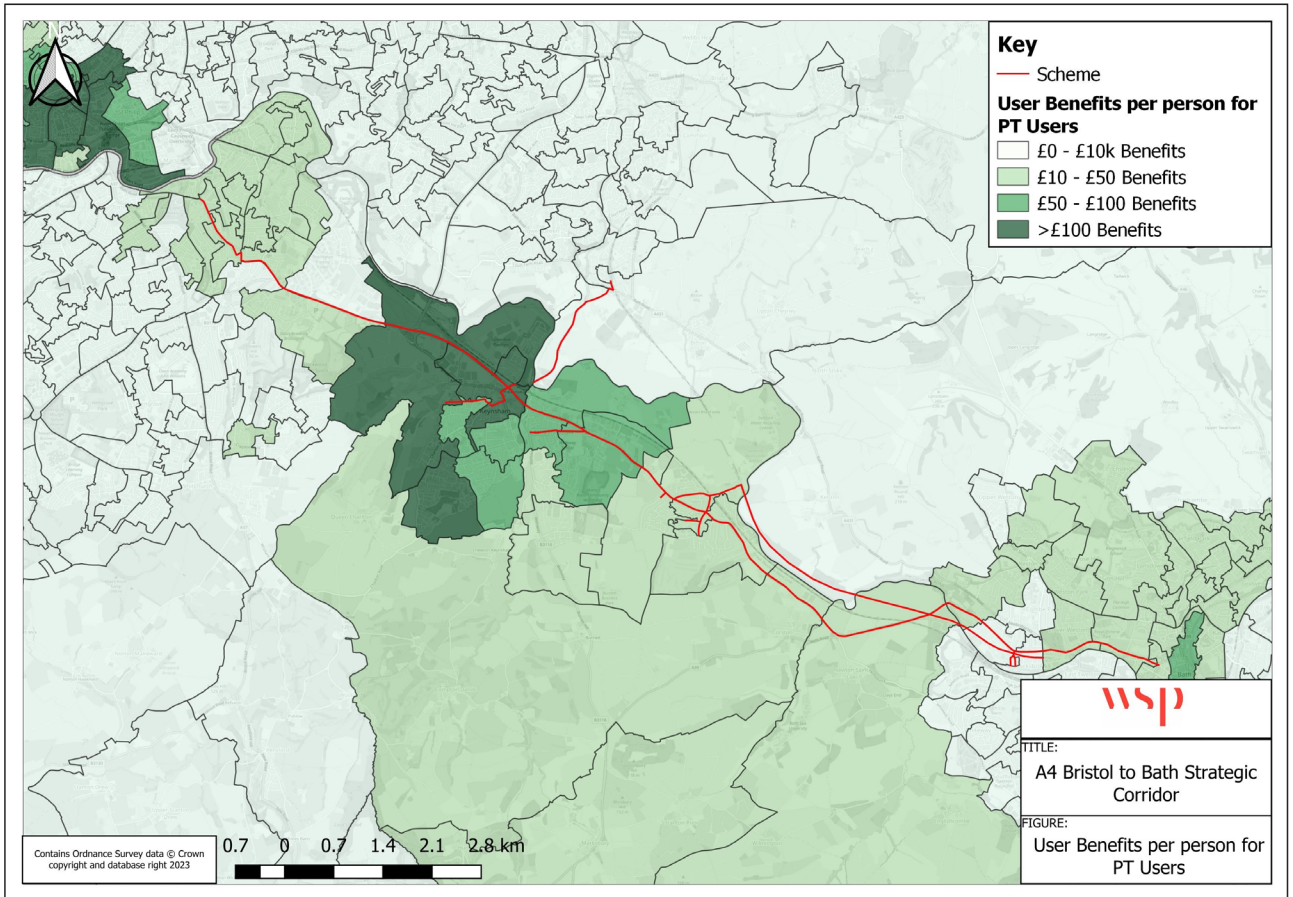 Key
Scheme
User Benefits per person for
PT Users
£0 - £10k Benefits
£10 - £50 Benefits
£50 - £100 Benefits
>£100 Benefits
Keynsham
Bath
wsp
TITLE:
A4 Bristol to Bath Strategic
Corridor
FIGURE:
User Benefits per person for
PT Users
0.7 0 0.7 1.4 2.1 2.8 km
Contains Ordnance Survey data © Crown
copyright and database right 2023